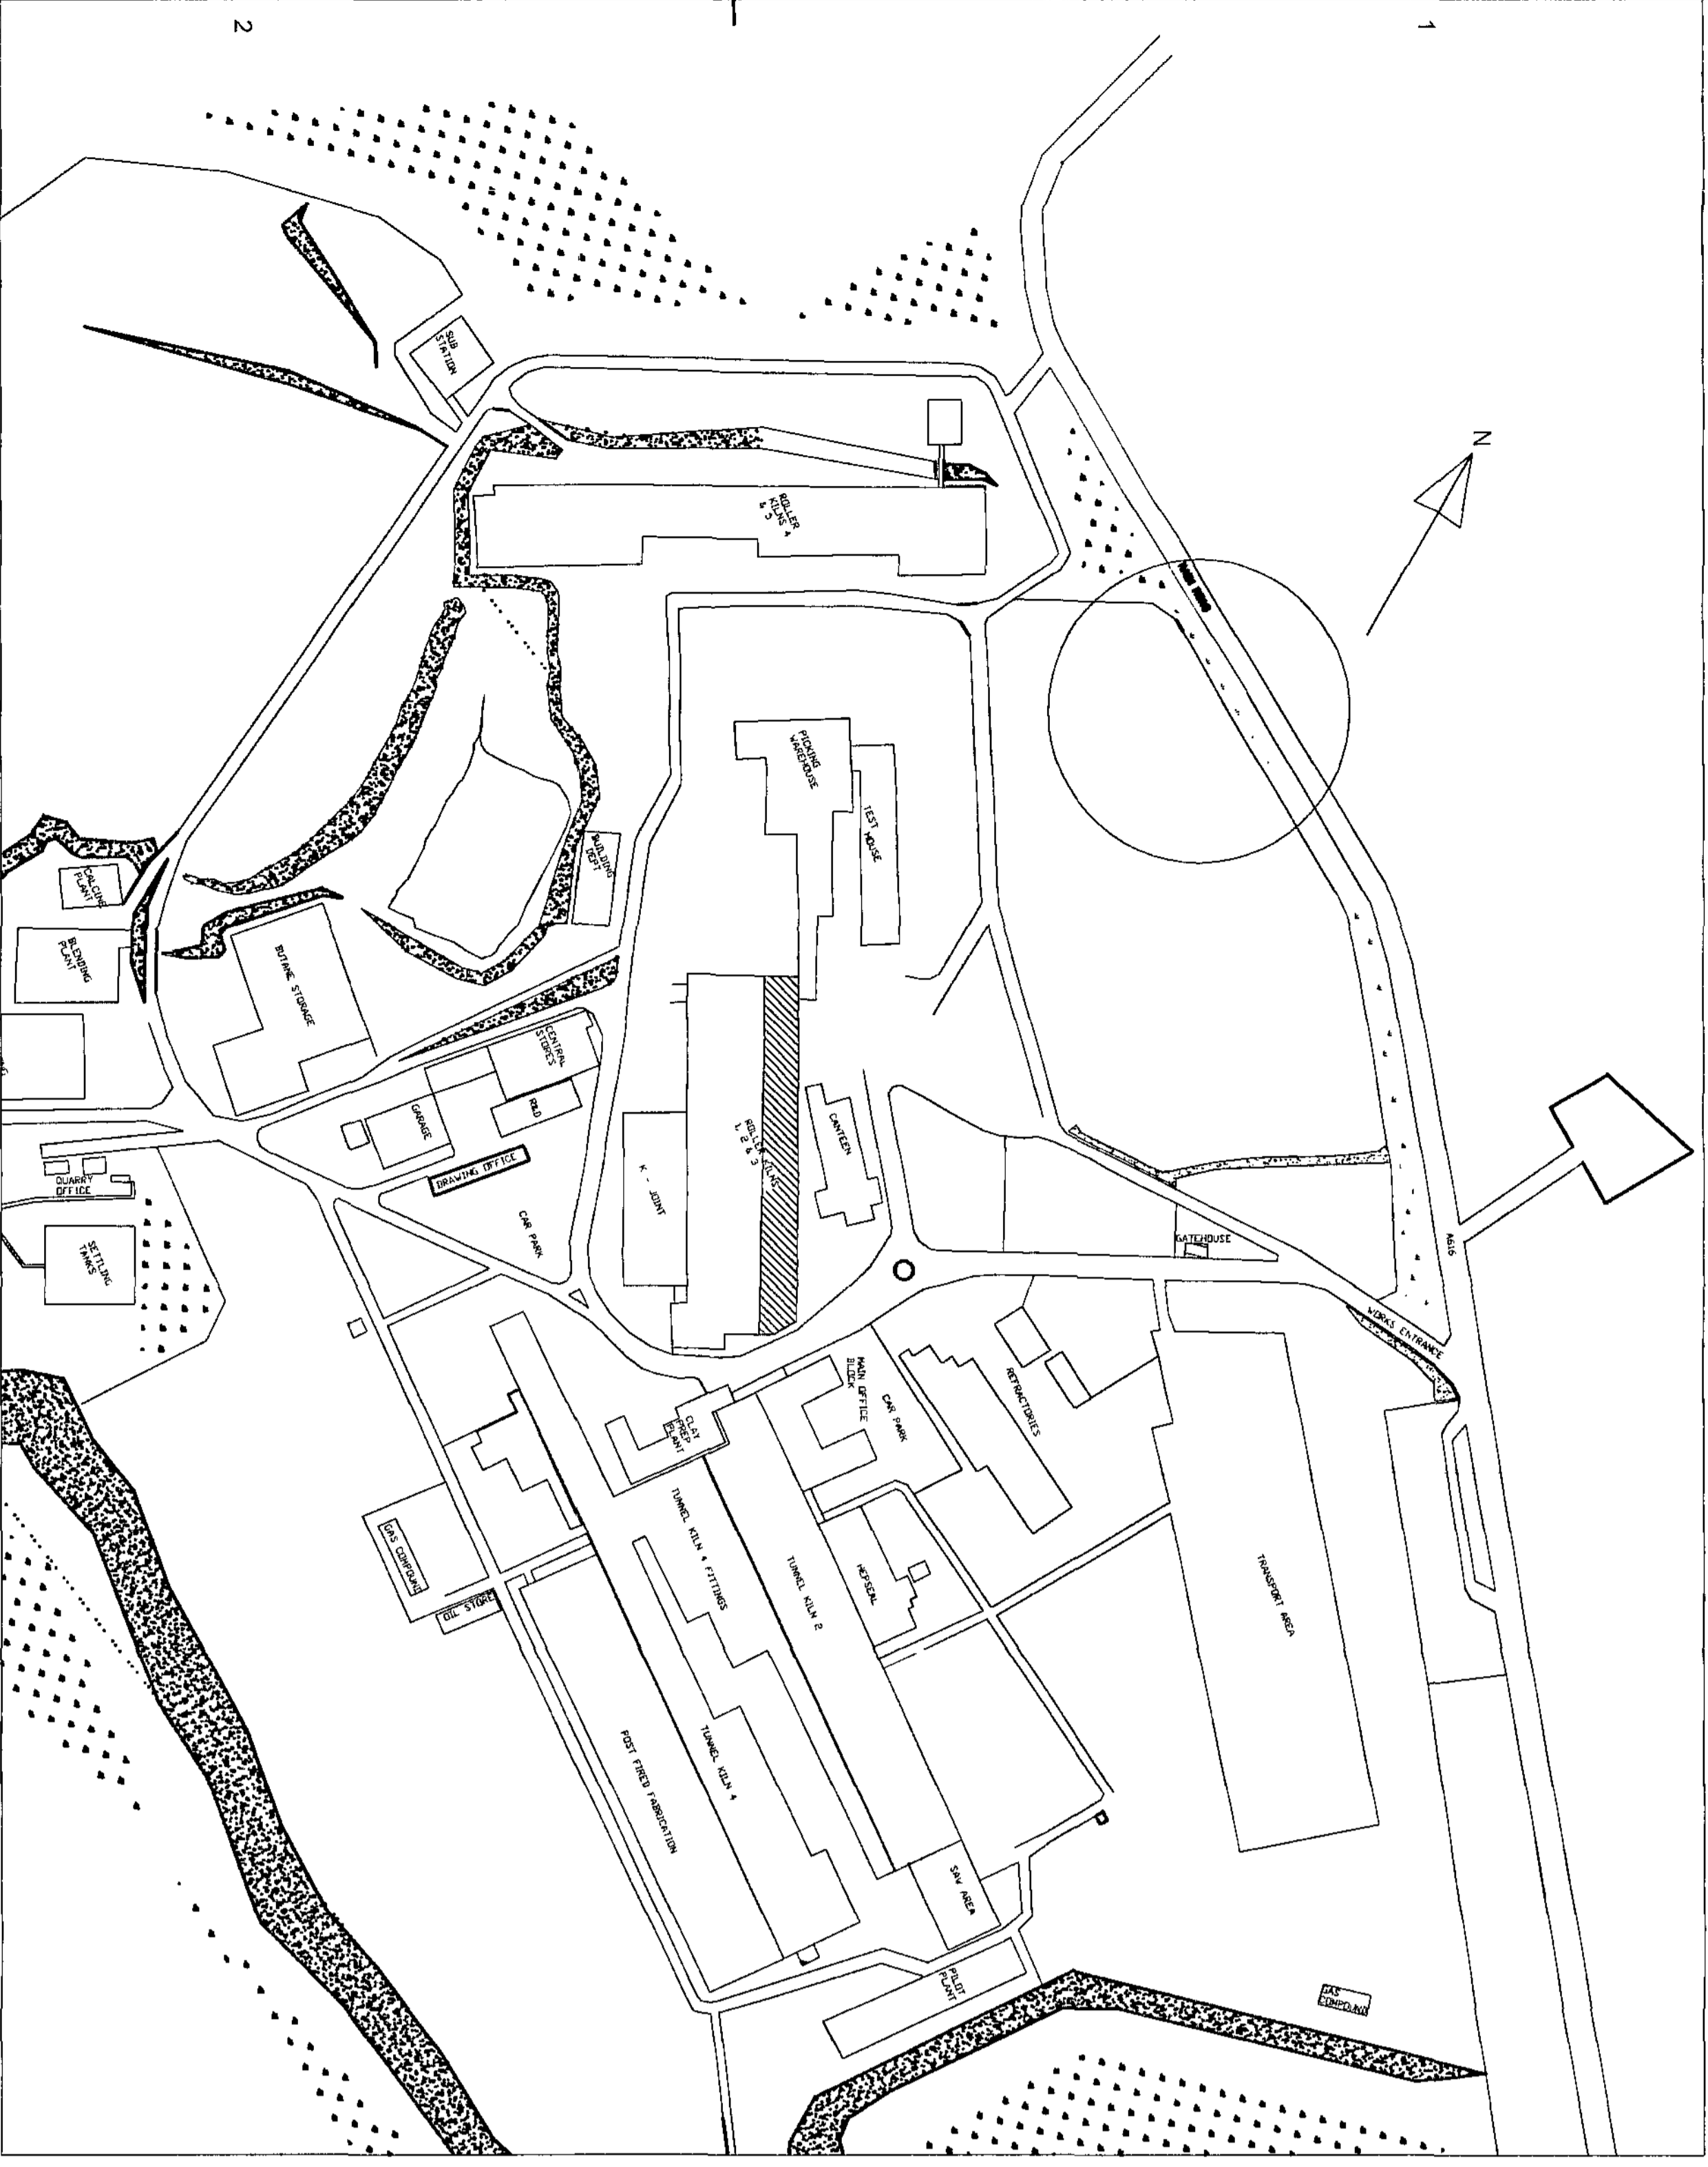 2
1
N
SUB
STATION
ROLLER
KILNS 4
& 5
PICKING
WAREHOUSE
TEST HOUSE
BUILDING
DEPT
CALCINE
PLANT
BLENDING
PLANT
BUTANE STORAGE
CENTRAL
STORES
R&D
GARAGE
DRAWING OFFICE
CAR PARK
K - JOINT
ROLLER KILNS
1, 2 & 3
CANTEEN
GATEHOUSE
A616
WORKS ENTRANCE
QUARRY
OFFICE
SETTLING
TANKS
MAIN OFFICE
BLOCK
CAR PARK
REFRACTORIES
CLAY
PREP
PLANT
TUNNEL KILN 4 FITTINGS
TUNNEL KILN 2
HEPSEAL
TRANSPORT AREA
GAS COMPOUND
OIL STORE
TUNNEL KILN 4
POST FIRED FABRICATION
SAW AREA
PILOT
PLANT
GAS
COMPOUND